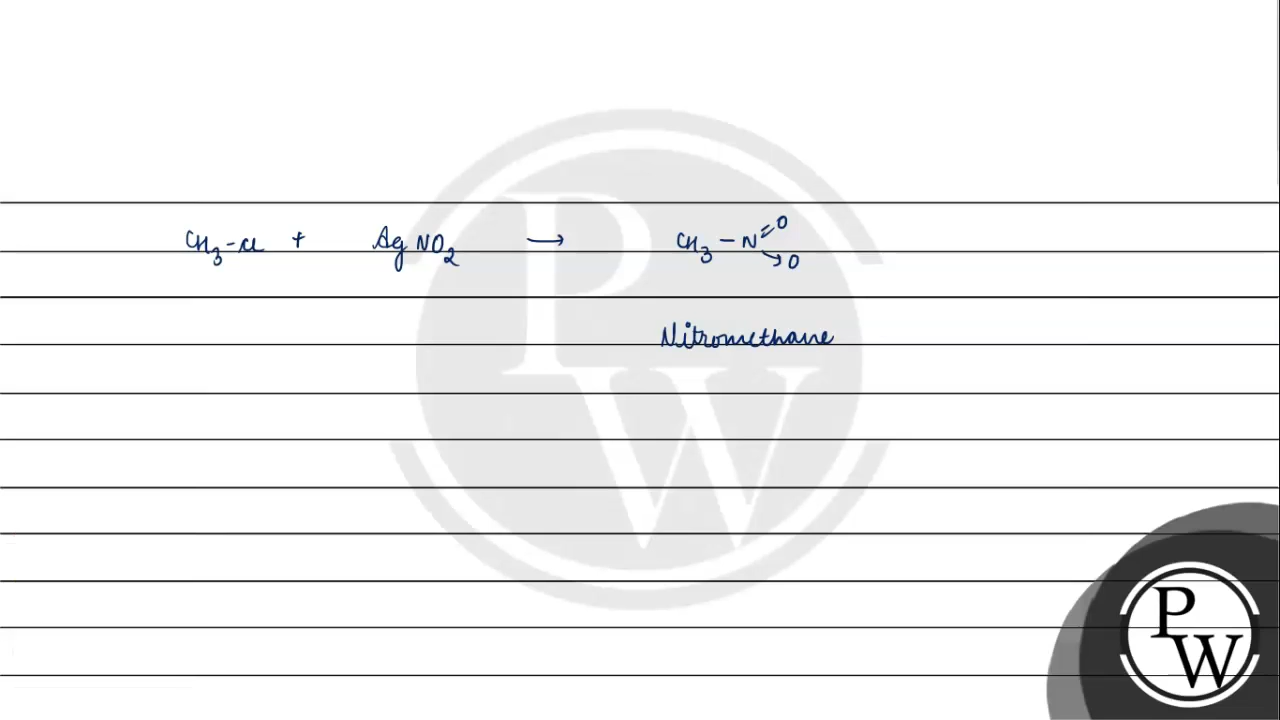 CH3-Cl + AgNO2 → CH3-N=O
→O
Nitromethane
P
W
P
W